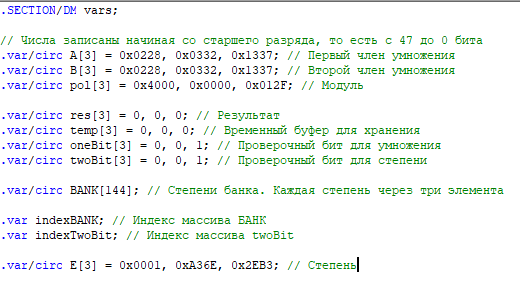 .SECTION/DM vars;
// Числа записаны начиная со старшего разряда, то есть с 47 до 0 бита
.var/circ A[3] = 0x0228, 0x0332, 0x1337; // Первый член умножения
.var/circ B[3] = 0x0228, 0x0332, 0x1337; // Второй член умножения
.var/circ pol[3] = 0x4000, 0x0000, 0x012F; // Модуль
.var/circ res[3] = 0, 0, 0; // Результат
.var/circ temp[3] = 0, 0, 0; // Временный буфер для хранения
.var/circ oneBit[3] = 0, 0, 1; // Проверочный бит для умножения
.var/circ twoBit[3] = 0, 0, 1; // Проверочный бит для степени
.var/circ BANK[144]; // Степени банка. Каждая степень через три элемента
.var indexBANK; // Индекс массива БАНК
.var indexTwoBit; // Индекс массива twoBit
.var/circ E[3] = 0x0001, 0xA36E, 0x2EB3; // Степень